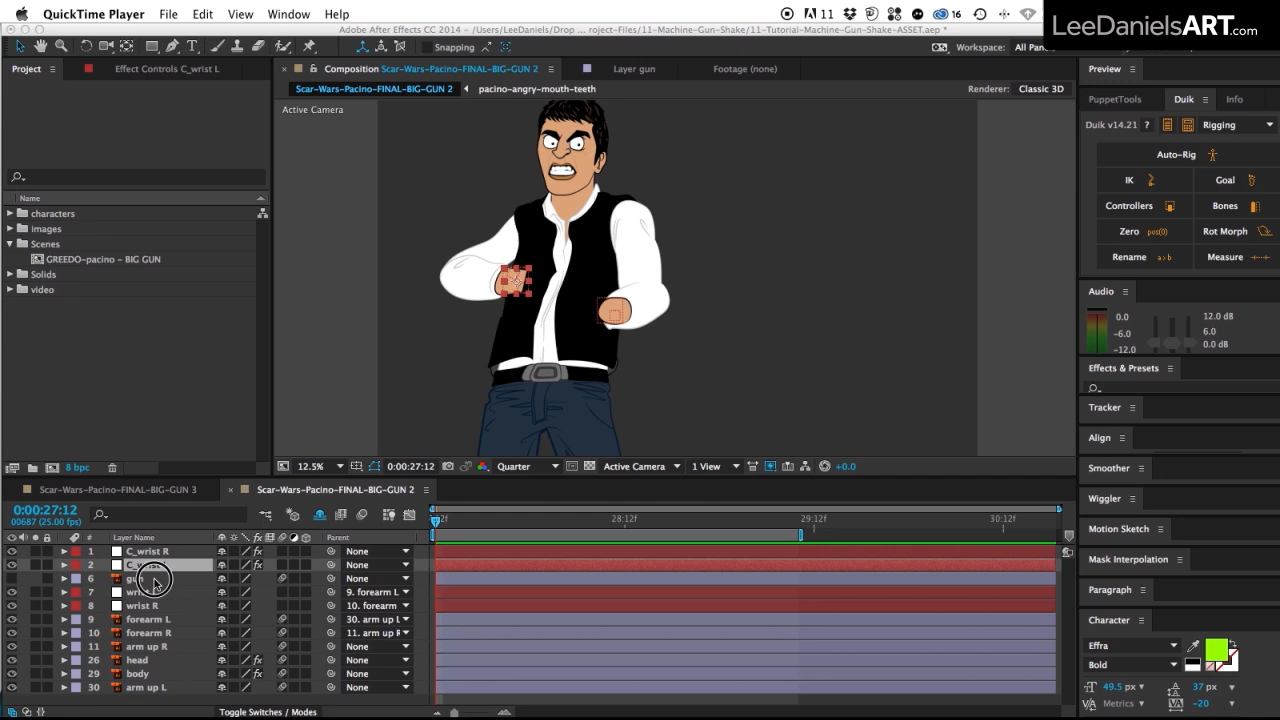 QuickTime Player File Edit View Window Help
11 16
LeeDanielsART.com
Adobe After Effects CC 2014 - /Users/LeeDaniels/Drop ... roject-Files/11-Machine-Gun-Shake/11-Tutorial-Machine-Gun-Shake-ASSET.aep *
Snapping
Workspace: All Pan
Project
Effect Controls C_wrist L
Composition Scar-Wars-Pacino-FINAL-BIG-GUN 2
Layer gun
Footage (none)
Scar-Wars-Pacino-FINAL-BIG-GUN 2
pacino-angry-mouth-teeth
Renderer: Classic 3D
Active Camera
Name
characters
images
Scenes
GREEDO-pacino – BIG GUN
Solids
video
8 bpc
12.5% 0:00:27:12 Quarter Active Camera 1 View +0.0
Preview
PuppetTools Duik Info
Duik v14.21 ? Rigging
Auto-Rig
IK Goal
Controllers Bones
Zero pos(0) Rot Morph
Rename a>b Measure
Audio
0.0 12.0 dB
-6.0 6.0
-12.0 0.0 dB
Effects & Presets
Tracker
Align
Smoother
Wiggler
Motion Sketch
Mask Interpolation
Paragraph
Character
Effra
Bold
49.5 px 37 px
Metrics -20
Scar-Wars-Pacino-FINAL-BIG-GUN 3
Scar-Wars-Pacino-FINAL-BIG-GUN 2
0:00:27:12
00687 (25.00 fps)
2f 28:12f 29:12f 30:12f
# Layer Name Parent
1 C_wrist R None
2 None
6 None
7 9. forearm L
8 wrist R 10. forearm
9 forearm L 30. arm up L
10 forearm R 11. arm up R
11 arm up R None
26 head None
29 body None
30 arm up L None
Toggle Switches / Modes